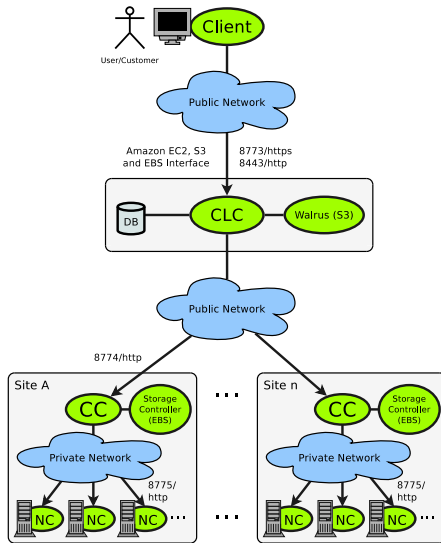 Client
User/Customer
Public Network
Amazon EC2, S3
and EBS Interface
8773/https
8443/http
DB
CLC
Walrus (S3)
Public Network
8774/http
Site A
CC
Storage
Controller
(EBS)
Private Network
8775/
http
NC
NC
NC
...
...
...
Site n
CC
Storage
Controller
(EBS)
Private Network
8775/
http
NC
NC
NC
...